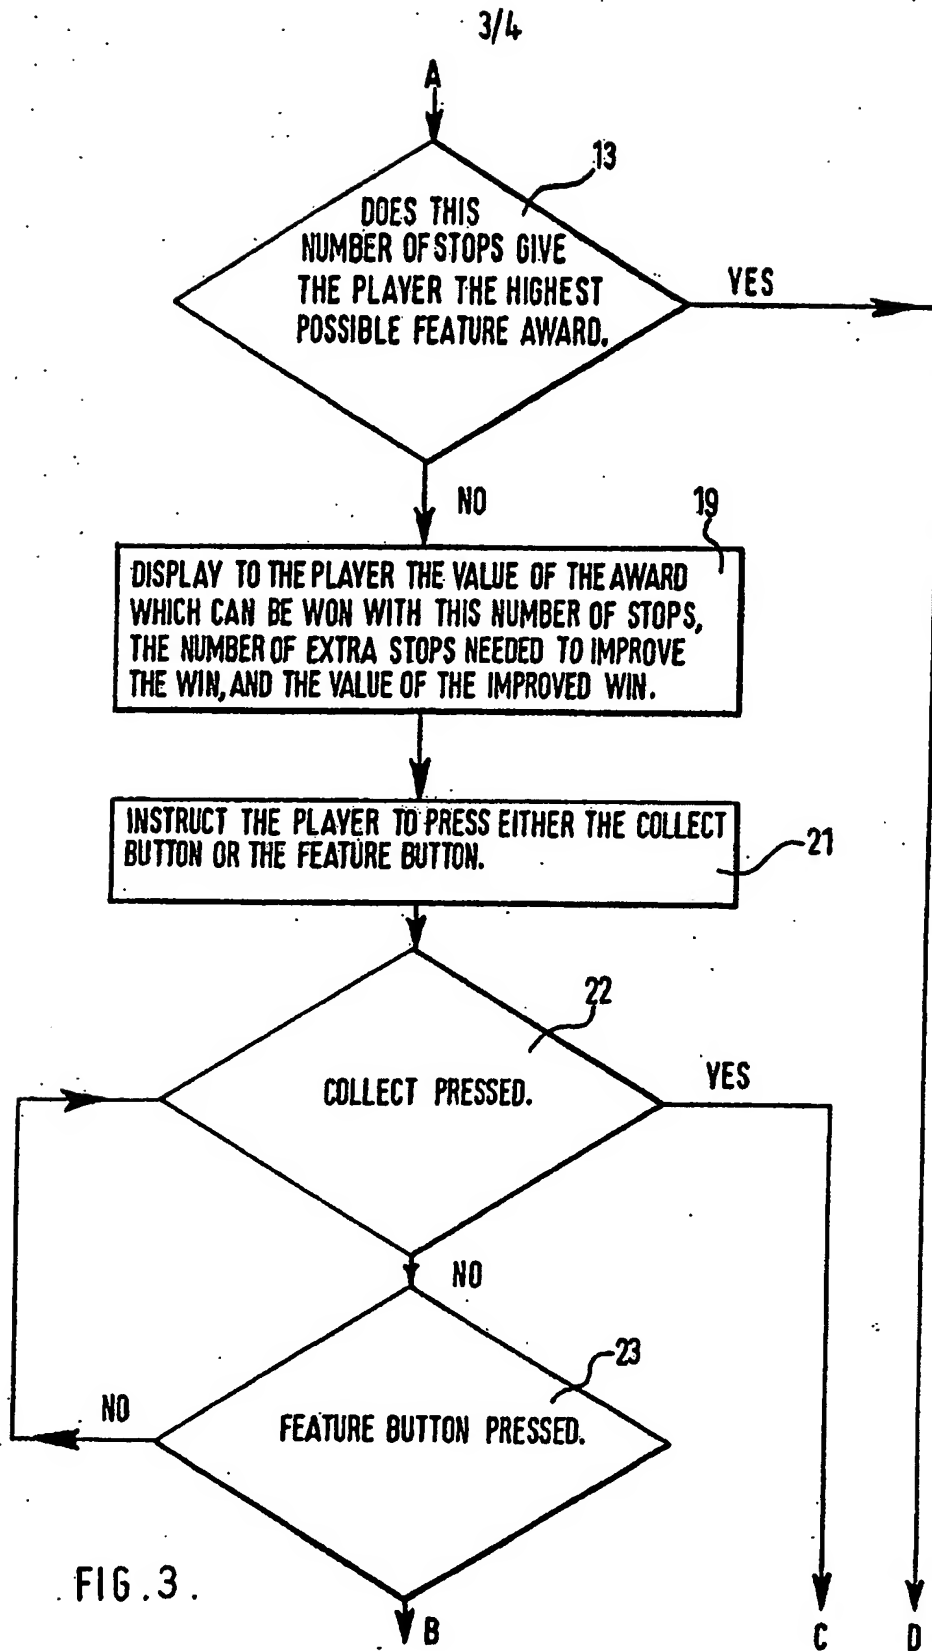 3/4
A
13
DOES THIS
NUMBER OF STOPS GIVE
THE PLAYER THE HIGHEST
POSSIBLE FEATURE AWARD.
YES
NO
19
DISPLAY TO THE PLAYER THE VALUE OF THE AWARD
WHICH CAN BE WON WITH THIS NUMBER OF STOPS,
THE NUMBER OF EXTRA STOPS NEEDED TO IMPROVE
THE WIN, AND THE VALUE OF THE IMPROVED WIN.
INSTRUCT THE PLAYER TO PRESS EITHER THE COLLECT
BUTTON OR THE FEATURE BUTTON.
21
22
COLLECT PRESSED.
YES
NO
23
NO
FEATURE BUTTON PRESSED.
FIG. 3.
B
C
D